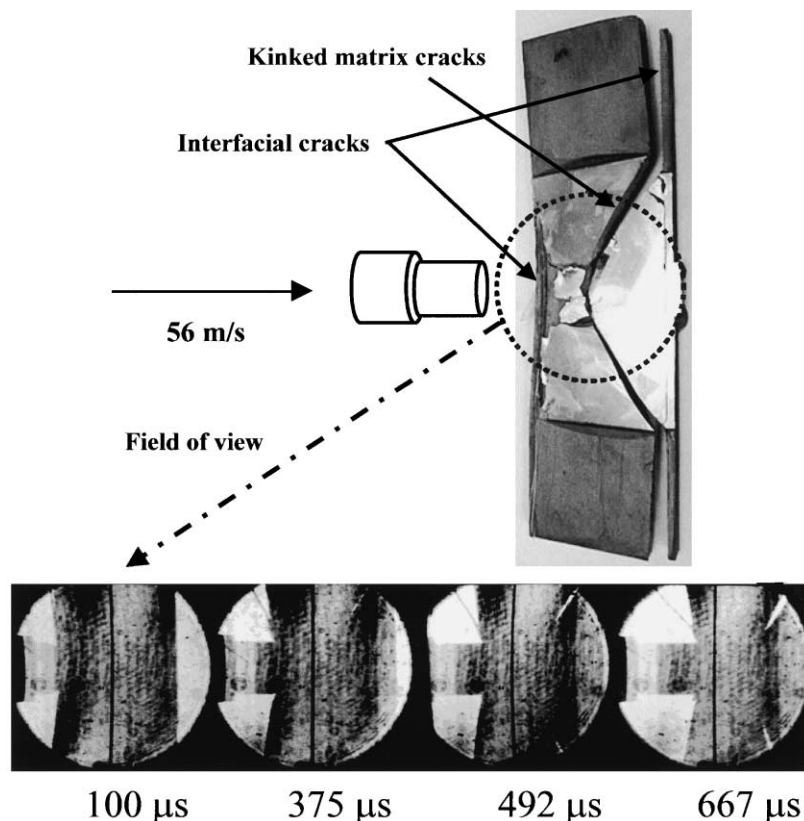 Kinked matrix cracks
Interfacial cracks
56 m/s
Field of view
100 μs
375 μs
492 μs
667 μs